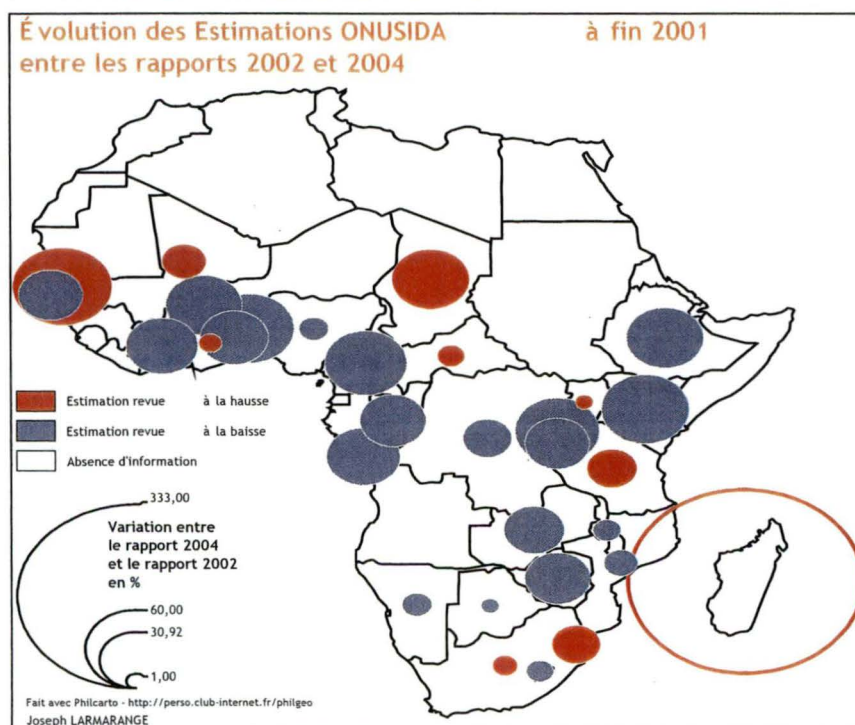 Évolution des Estimations ONUSIDA à fin 2001
entre les rapports 2002 et 2004
Estimation revue à la hausse
Estimation revue à la baisse
Absence d'information
333,00
Variation entre
le rapport 2004
et le rapport 2002
en %
60,00
30,92
1,00
Fait avec Philcarto - http://perso.club-internet.fr/philgeo
Joseph LARMARANGE